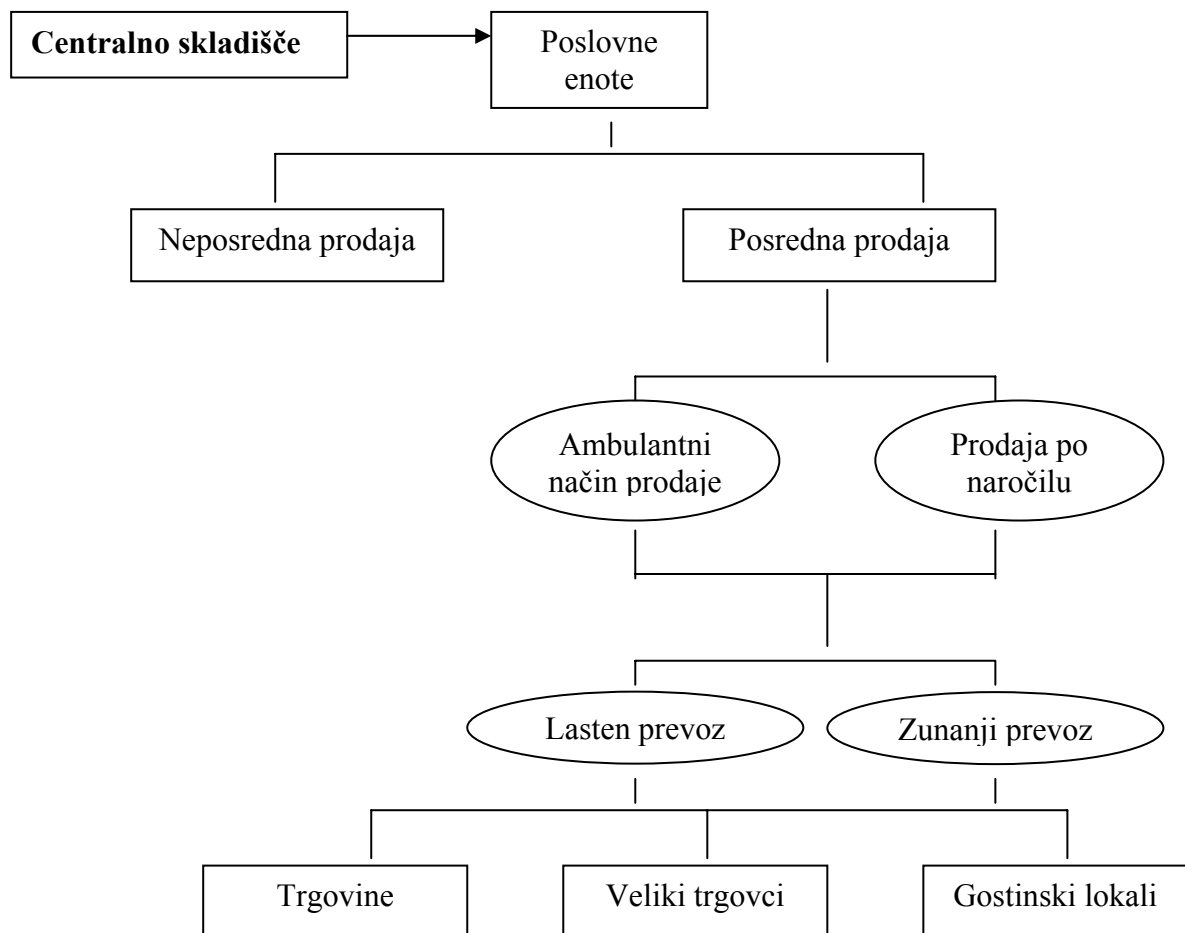 Centralno skladišče
Poslovne
enote
Neposredna prodaja
Posredna prodaja
Ambulantni
način prodaje
Prodaja po
naročilu
Lasten prevoz
Zunanji prevoz
Trgovine
Veliki trgovci
Gostinski lokali